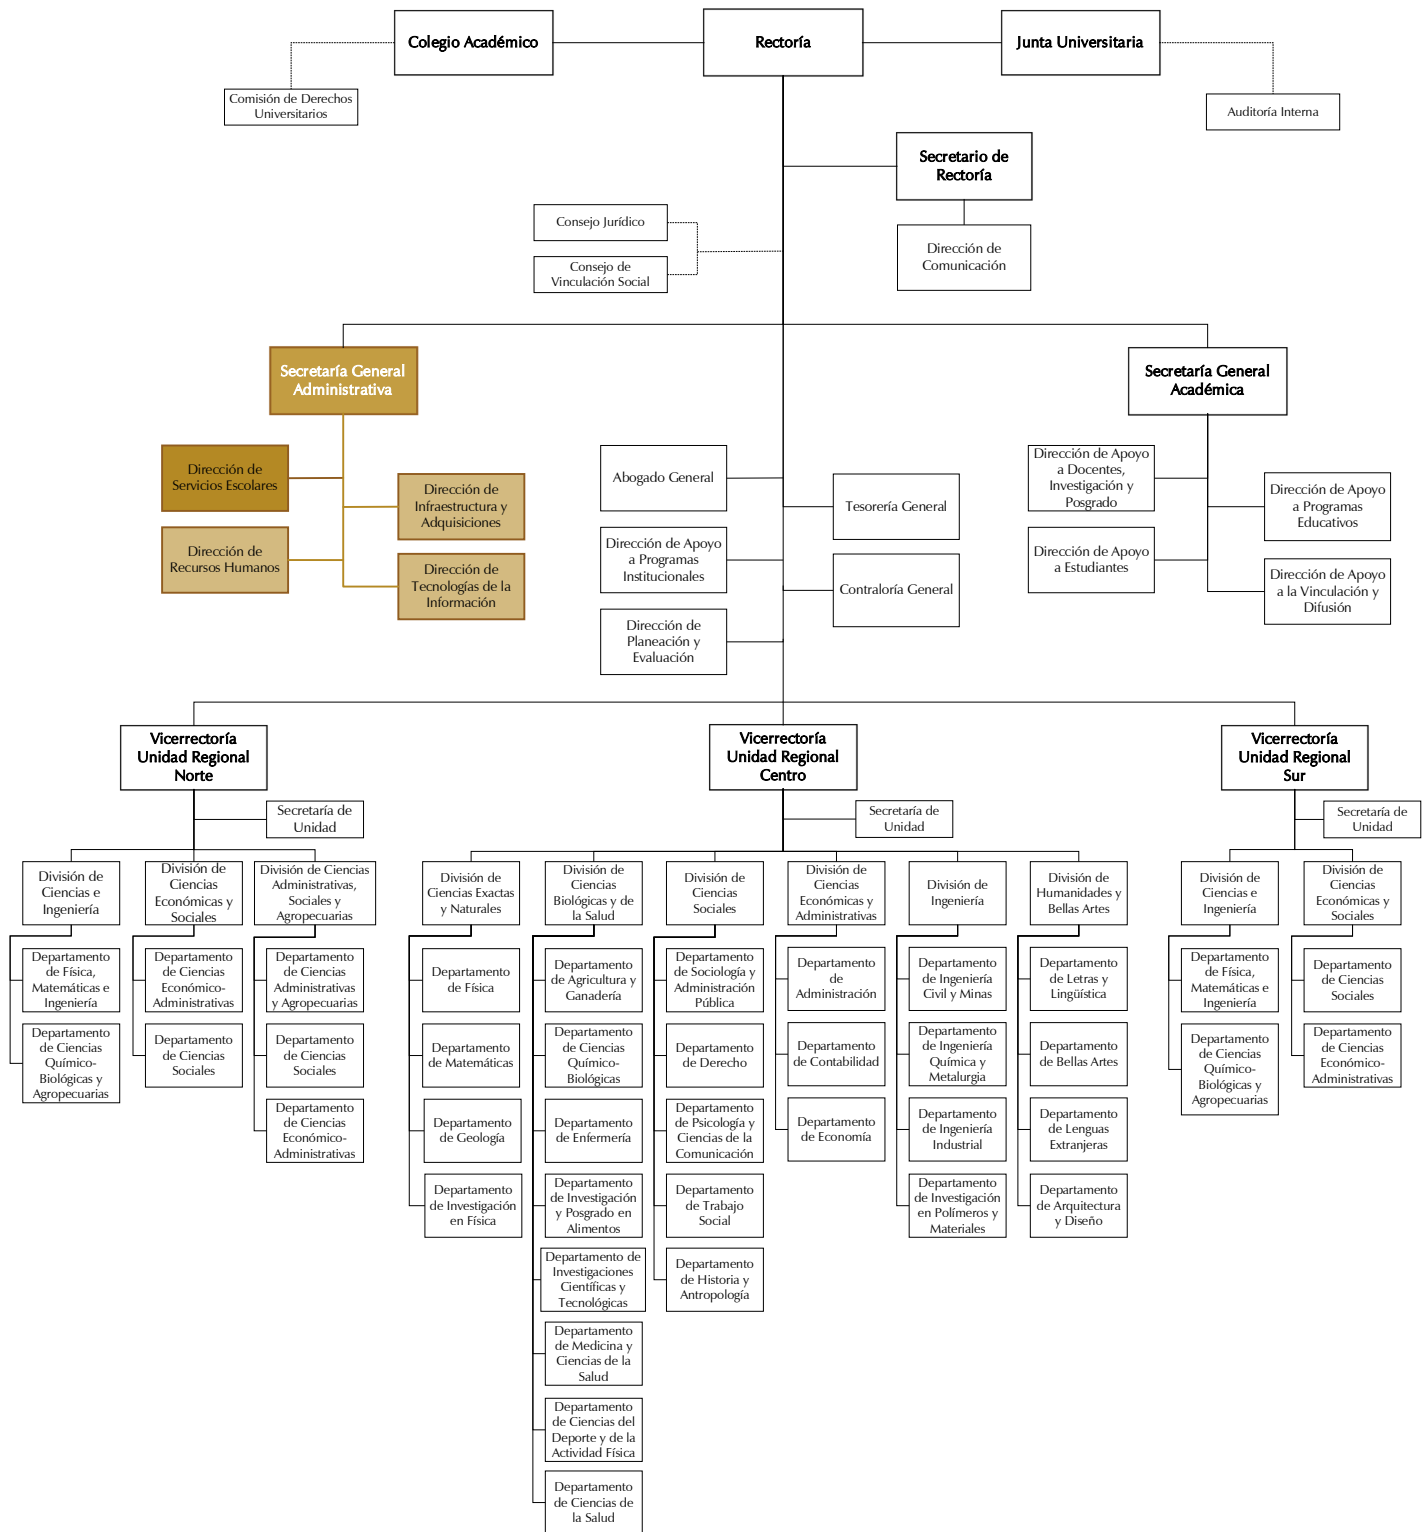 Colegio Académico
Rectoría
Junta Universitaria
Comisión de Derechos
Universitarios
Auditoría Interna
Secretario de
Rectoría
Consejo Jurídico
Consejo de
Vinculación Social
Dirección de
Comunicación
Secretaría General
Administrativa
Secretaría General
Académica
Dirección de
Servicios Escolares
Dirección de
Infraestructura y
Adquisiciones
Dirección de
Recursos Humanos
Dirección de
Tecnologías de la
Información
Abogado General
Tesorería General
Dirección de Apoyo
a Programas
Institucionales
Contraloría General
Dirección de
Planeación y
Evaluación
Dirección de Apoyo
a Docentes,
Investigación y
Posgrado
Dirección de Apoyo
a Programas
Educativos
Dirección de Apoyo
a Estudiantes
Dirección de Apoyo
a la Vinculación y
Difusión
Vicerrectoría
Unidad Regional
Norte
Vicerrectoría
Unidad Regional
Centro
Vicerrectoría
Unidad Regional
Sur
Secretaría de
Unidad
Secretaría de
Unidad
Secretaría de
Unidad
División de
Ciencias e
Ingeniería
División de
Ciencias
Económicas y
Sociales
División de Ciencias
Administrativas,
Sociales y
Agropecuarias
División de
Ciencias Exactas
y Naturales
División de
Ciencias
Biológicas y de
la Salud
División de
Ciencias
Sociales
División de
Ciencias
Económicas y
Administrativas
División de
Ingeniería
División de
Humanidades y
Bellas Artes
División de
Ciencias e
Ingeniería
División de
Ciencias
Económicas y
Sociales
Departamento
de Física,
Matemáticas e
Ingeniería
Departamento
de Ciencias
Económico-
Administrativas
Departamento
de Ciencias
Administrativas
y Agropecuarias
Departamento
de Física
Departamento
de Agricultura y
Ganadería
Departamento
de Sociología y
Administración
Pública
Departamento
de
Administración
Departamento
de Ingeniería
Civil y Minas
Departamento
de Letras y
Lingüística
Departamento
de Física,
Matemáticas e
Ingeniería
Departamento
de Ciencias
Sociales
Departamento
de Ciencias
Químico-
Biológicas y
Agropecuarias
Departamento
de Ciencias
Sociales
Departamento
de Ciencias
Sociales
Departamento
de Matemáticas
Departamento
de Ciencias
Químico-
Biológicas
Departamento
de Derecho
Departamento
de Contabilidad
Departamento
de Ingeniería
Química y
Metalurgia
Departamento
de Bellas Artes
Departamento
de Ciencias
Químico-
Biológicas y
Agropecuarias
Departamento
de Ciencias
Económico-
Administrativas
Departamento
de Ciencias
Económico-
Administrativas
Departamento
de Geología
Departamento
de Enfermería
Departamento
de Psicología y
Ciencias de la
Comunicación
Departamento
de Economía
Departamento
de Ingeniería
Industrial
Departamento
de Lenguas
Extranjeras
Departamento
de Investigación
en Física
Departamento
de Investigación
y Posgrado en
Alimentos
Departamento
de Trabajo
Social
Departamento
de Investigación
en Polímeros y
Materiales
Departamento
de Arquitectura
y Diseño
Departamento de
Investigaciones
Científicas y
Tecnológicas
Departamento
de Historia y
Antropología
Departamento
de Medicina y
Ciencias de la
Salud
Departamento
de Ciencias del
Deporte y de la
Actividad Física
Departamento
de Ciencias de
la Salud